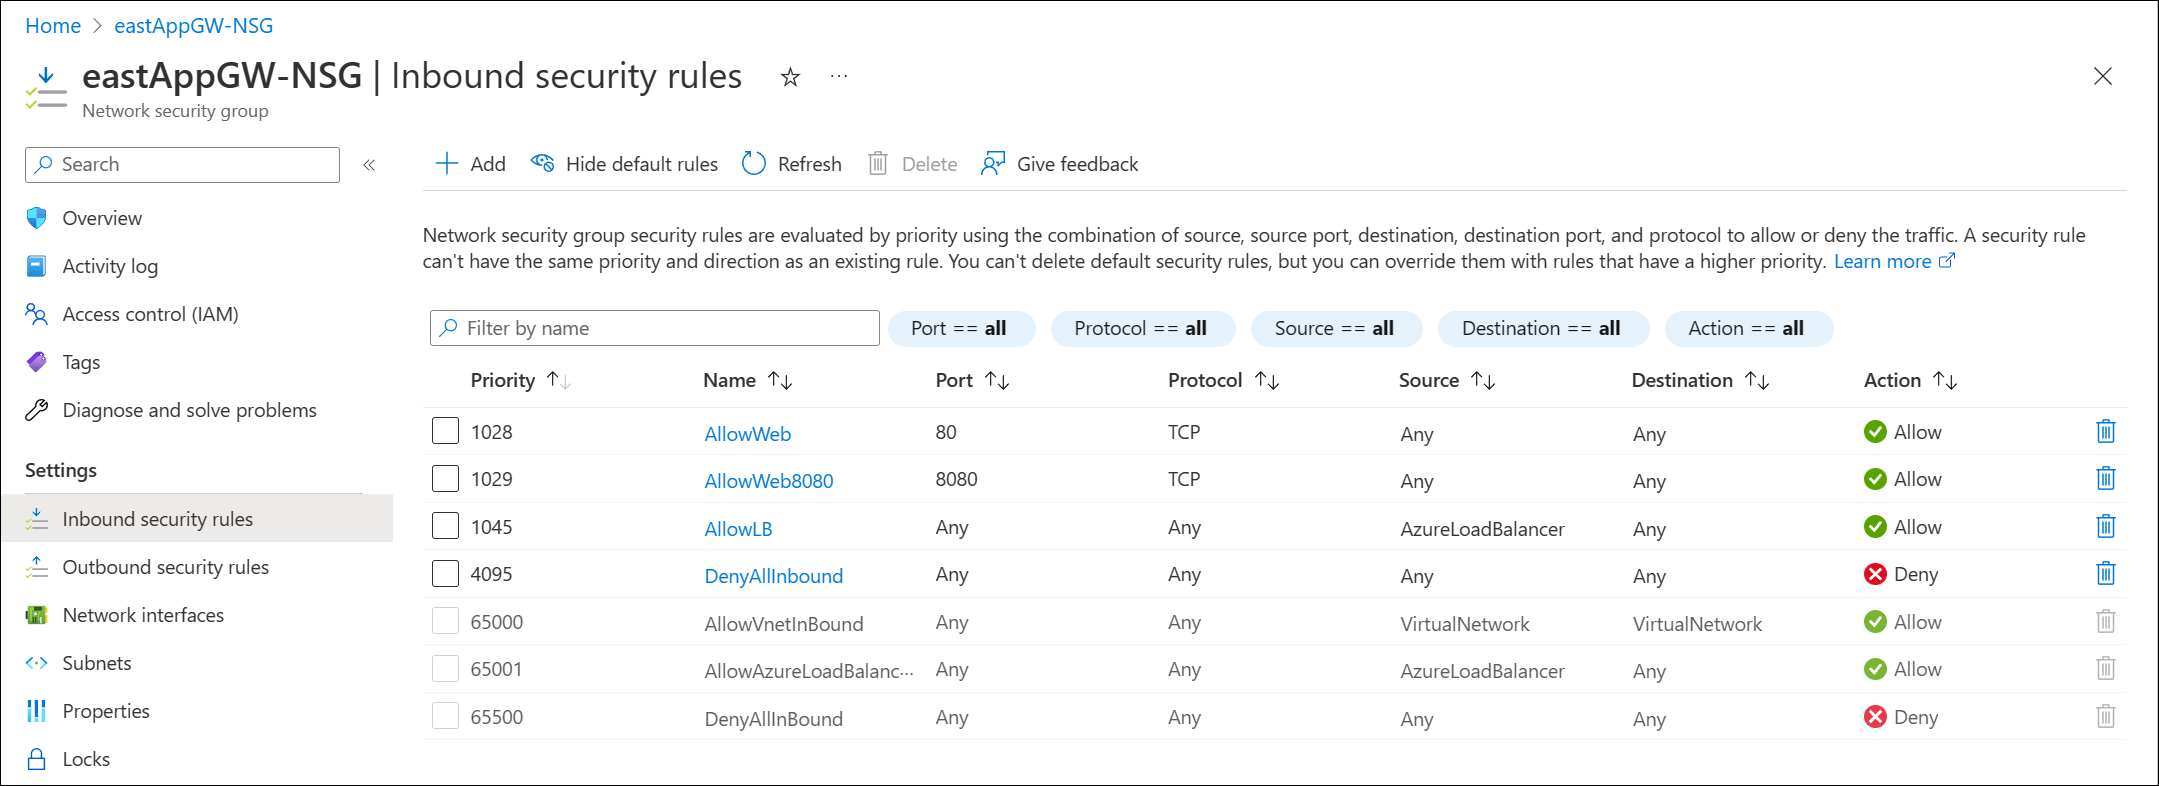 Home > eastAppGW-NSG
eastAppGW-NSG | Inbound security rules ☆ ···
Network security group
Search «
Overview
Activity log
Access control (IAM)
Tags
Diagnose and solve problems
Settings
Inbound security rules
Outbound security rules
Network interfaces
Subnets
Properties
Locks
Add Hide default rules Refresh Delete Give feedback
Network security group security rules are evaluated by priority using the combination of source, source port, destination, destination port, and protocol to allow or deny the traffic. A security rule
can't have the same priority and direction as an existing rule. You can't delete default security rules, but you can override them with rules that have a higher priority. Learn more
Filter by name Port == all Protocol == all Source == all Destination == all Action == all
Priority ↑↓ Name ↑↓ Port ↑↓ Protocol ↑↓ Source ↑↓ Destination ↑↓ Action ↑↓
1028 AllowWeb 80 TCP Any Any Allow
1029 AllowWeb8080 8080 TCP Any Any Allow
1045 AllowLB Any Any AzureLoadBalancer Any Allow
4095 DenyAllInbound Any Any Any Any Deny
65000 AllowVnetInBound Any Any VirtualNetwork VirtualNetwork Allow
65001 AllowAzureLoadBalanc··· Any Any AzureLoadBalancer Any Allow
65500 DenyAllInBound Any Any Any Any Deny